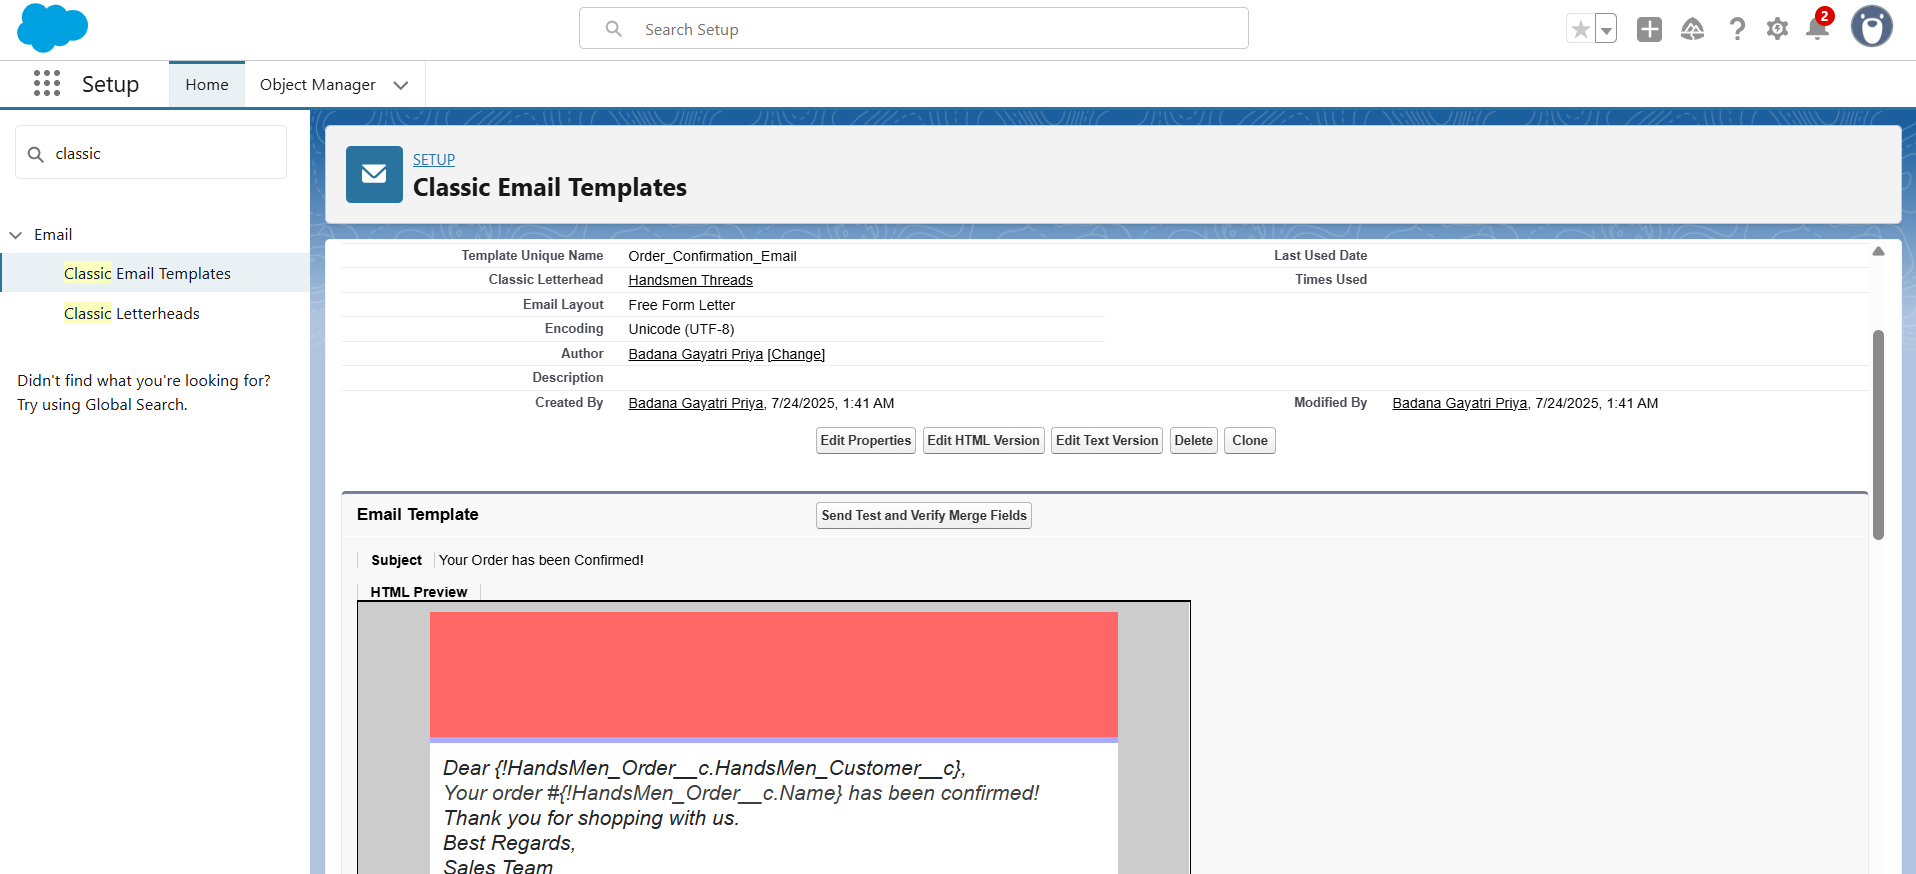 Search Setup
2
Setup
Home
Object Manager
classic
Email
Classic Email Templates
Classic Letterheads
Didn't find what you're looking for?
Try using Global Search.
SETUP
Classic Email Templates
Template Unique Name Order_Confirmation_Email Last Used Date
Classic Letterhead Handsmen Threads Times Used
Email Layout Free Form Letter
Encoding Unicode (UTF-8)
Author Badana Gayatri Priya [Change]
Description
Created By Badana Gayatri Priya, 7/24/2025, 1:41 AM Modified By Badana Gayatri Priya, 7/24/2025, 1:41 AM
Edit Properties Edit HTML Version Edit Text Version Delete Clone
Email Template Send Test and Verify Merge Fields
Subject Your Order has been Confirmed!
HTML Preview
Dear {!HandsMen_Order__c.HandsMen_Customer__c},
Your order #{!HandsMen_Order__c.Name} has been confirmed!
Thank you for shopping with us.
Best Regards,
Sales Team